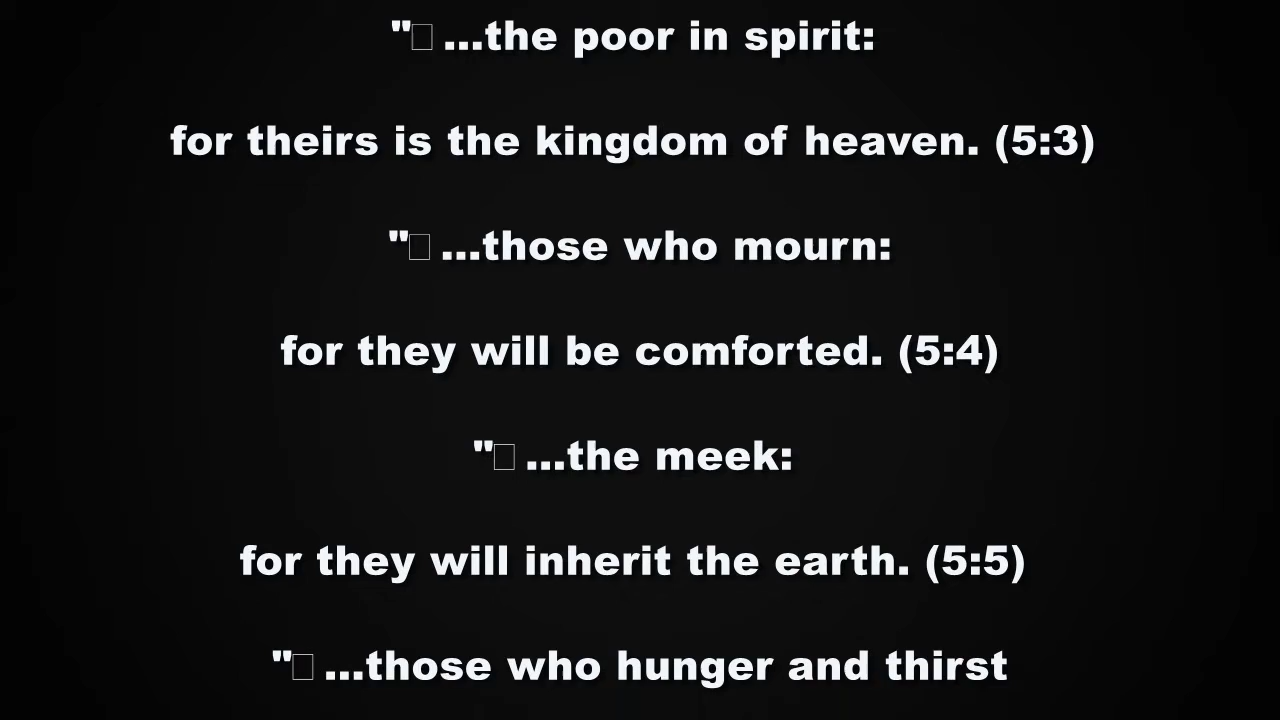 "□ ...the poor in spirit:
for theirs is the kingdom of heaven. (5:3)
"□ ...those who mourn:
for they will be comforted. (5:4)
"□ ...the meek:
for they will inherit the earth. (5:5)
"□ ...those who hunger and thirst